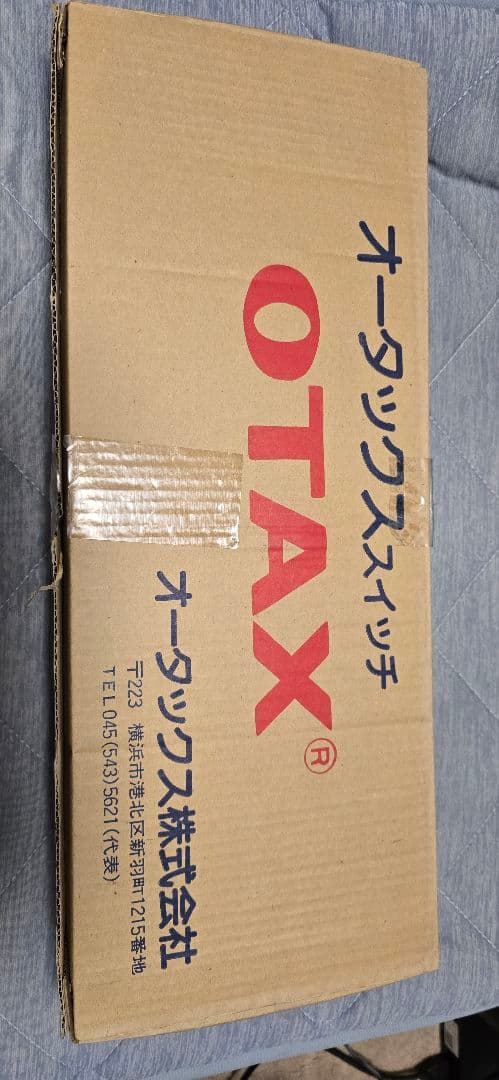 オータックススイッチ
OTAX®
オータックス株式会社
〒223 横浜市港北区新羽町1215番地
TEL 045(543)5621(代表)